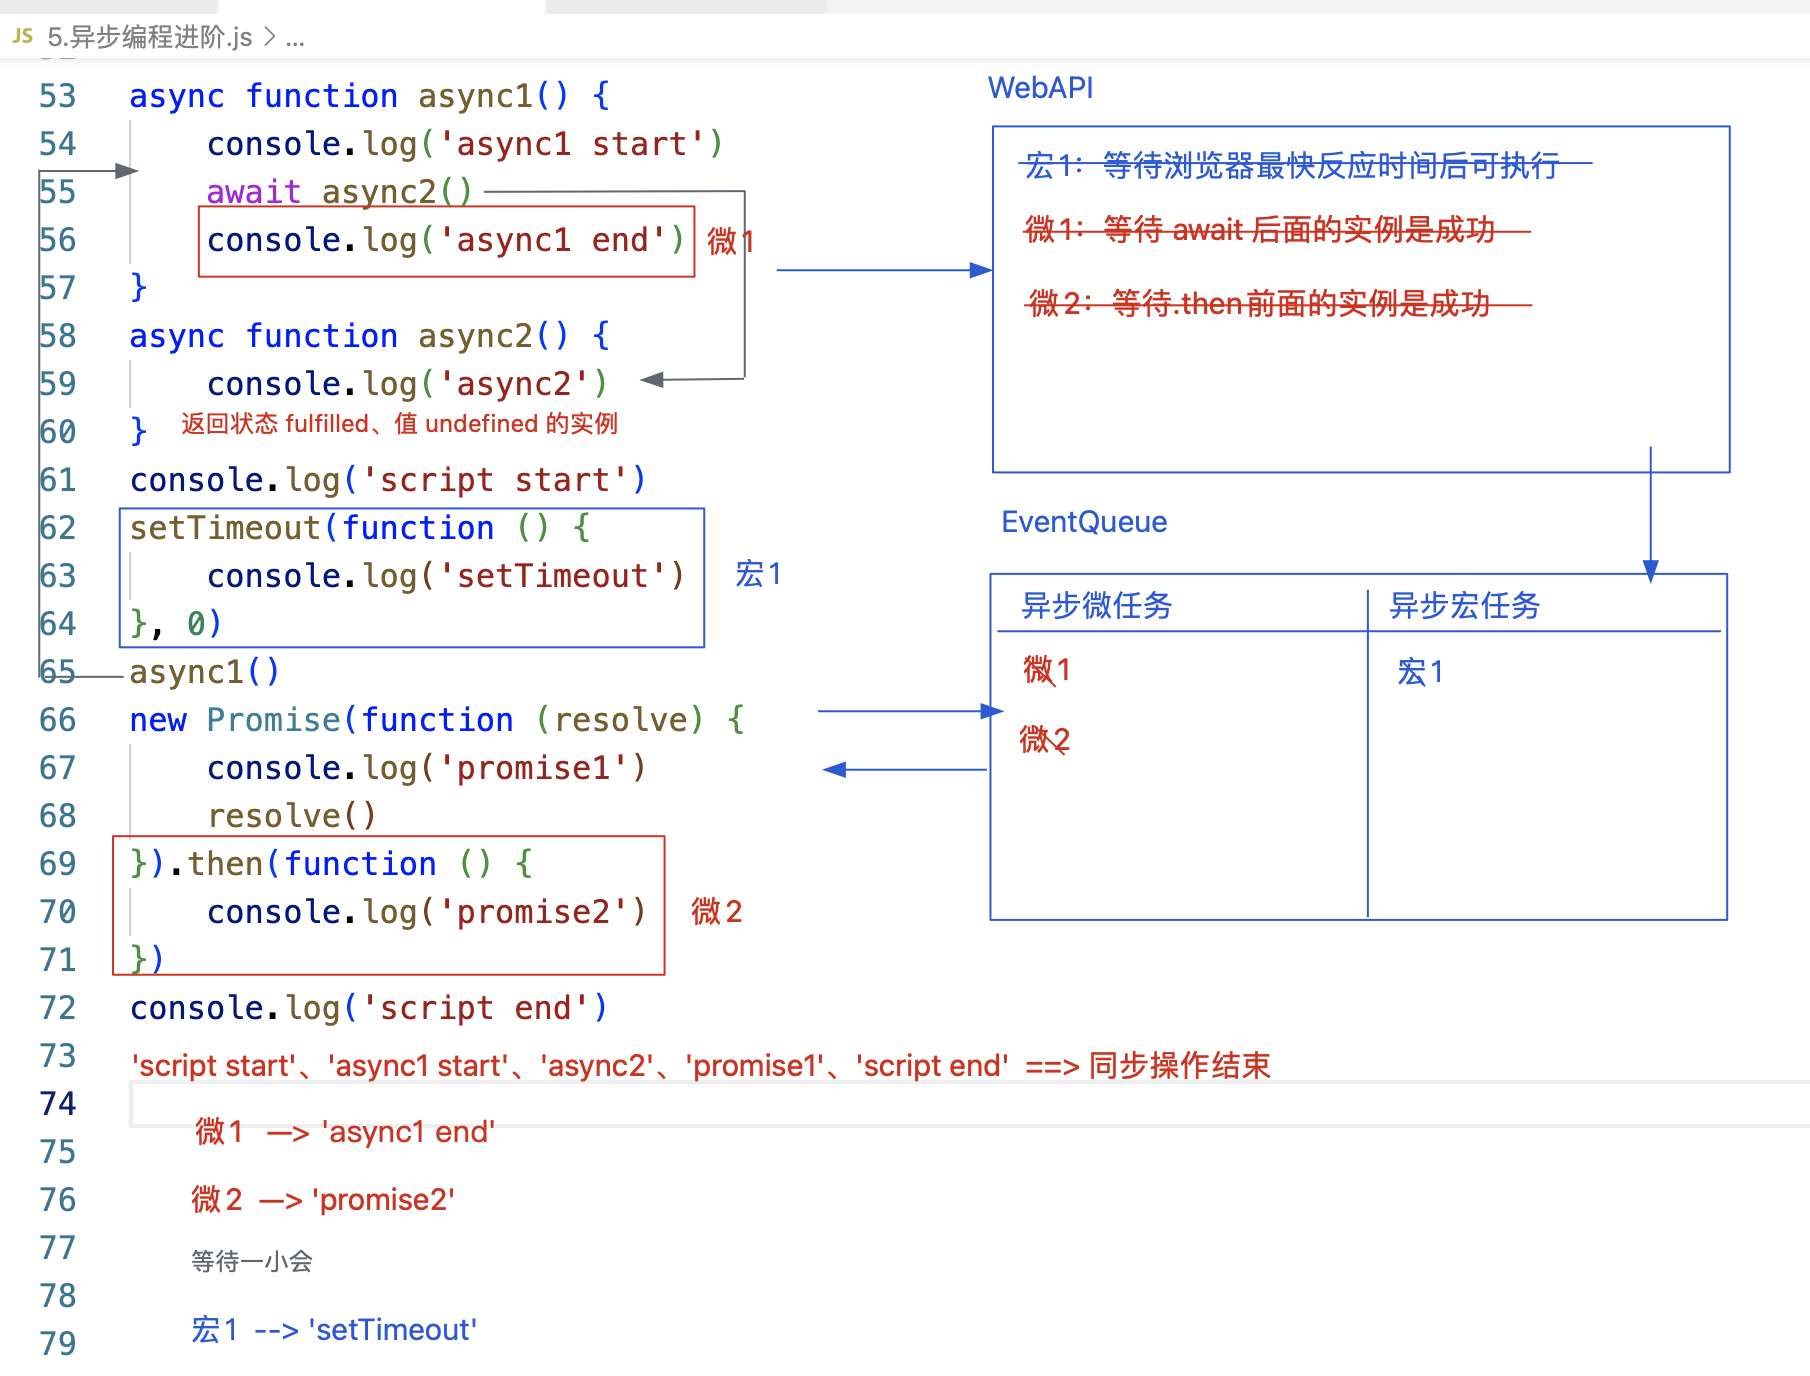 JS 5.异步编程进阶.js > ...
53 async function async1() {
54 console.log('async1 start')
55 await async2()
56 console.log('async1 end') 微1
57 }
58 async function async2() {
59 console.log('async2')
60 } 返回状态 fulfilled、值 undefined 的实例
61 console.log('script start')
62 setTimeout(function () {
63 console.log('setTimeout') 宏1
64 }, 0)
65 async1()
66 new Promise(function (resolve) {
67 console.log('promise1')
68 resolve()
69 }).then(function () {
70 console.log('promise2') 微2
71 })
72 console.log('script end')
73 'script start'、'async1 start'、'async2'、'promise1'、'script end' ==> 同步操作结束
74
75 微1 —> 'async1 end'
76 微2 —> 'promise2'
77 等待一小会
78
79 宏1 --> 'setTimeout'
WebAPI
宏1：等待浏览器最快反应时间后可执行
微1：等待 await 后面的实例是成功
微2：等待.then前面的实例是成功
EventQueue
异步微任务 异步宏任务
微1 宏1
微2